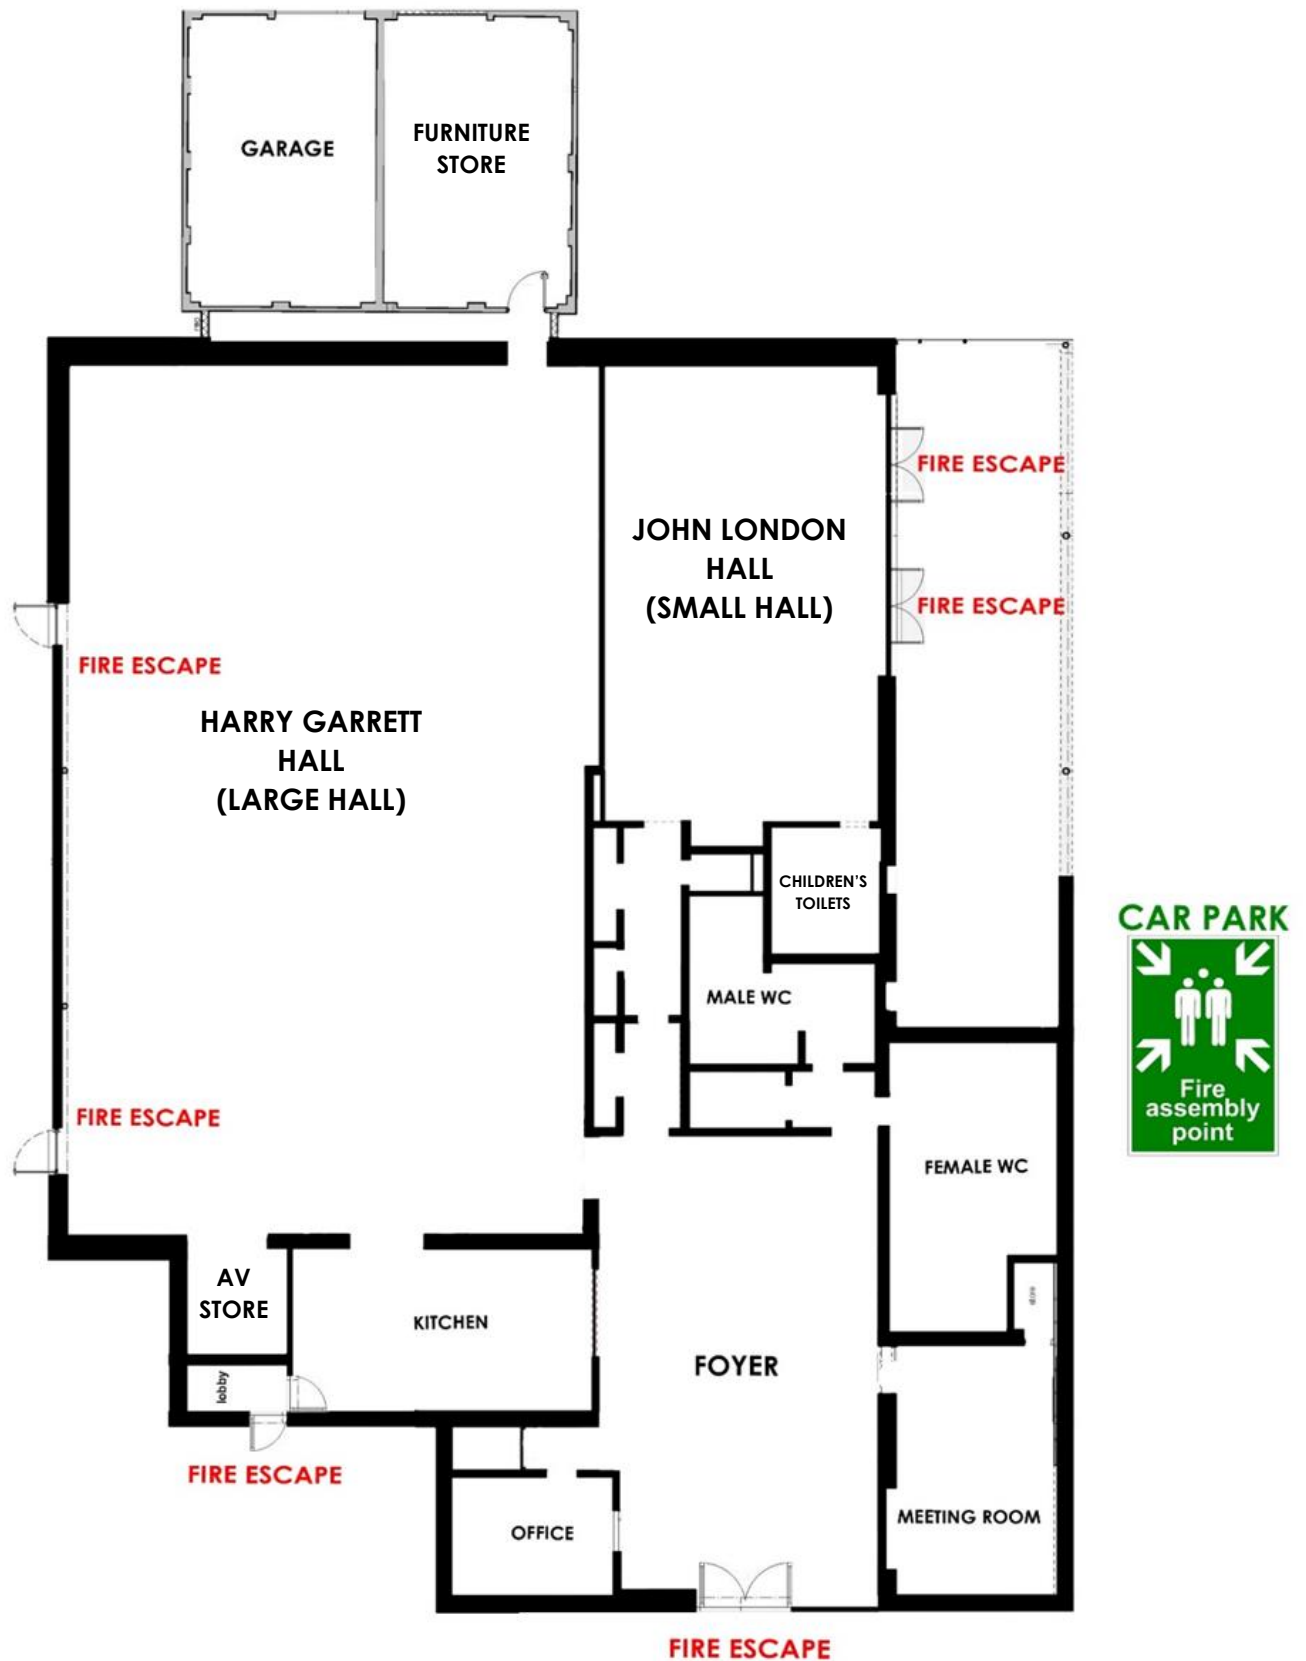 GARAGE
FURNITURE
STORE
FIRE ESCAPE
JOHN LONDON
HALL
(SMALL HALL)
FIRE ESCAPE
FIRE ESCAPE
HARRY GARRETT
HALL
(LARGE HALL)
CHILDREN'S
TOILETS
CAR PARK
MALE WC
Fire
assembly
point
FIRE ESCAPE
FEMALE WC
AV
STORE
store
KITCHEN
FOYER
lobby
FIRE ESCAPE
MEETING ROOM
OFFICE
FIRE ESCAPE